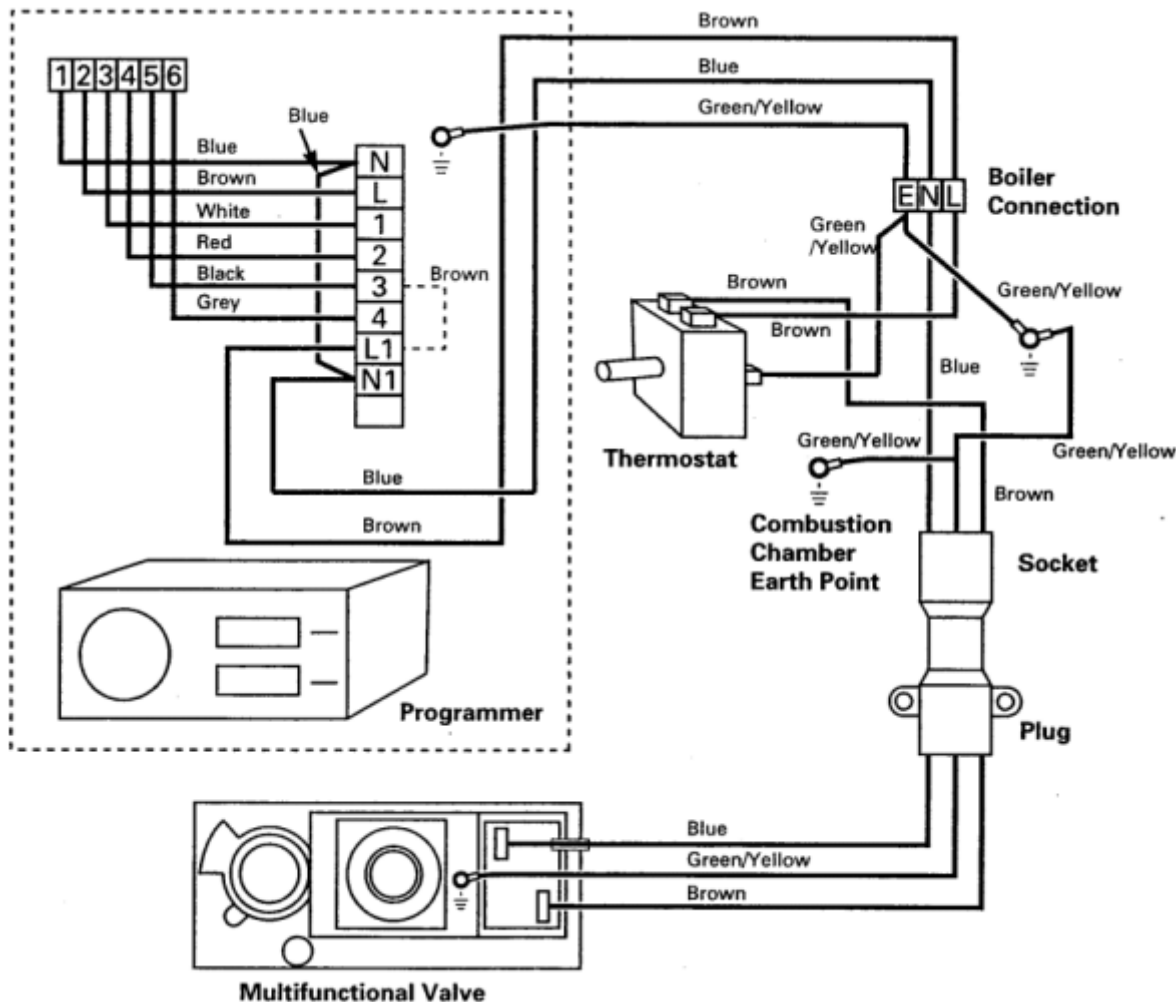 Brown
Blue
Green/Yellow
1 2 3 4 5 6
Blue
Blue
Brown
White
Red
Black
Grey
N
L
1
2
3
4
L1
N1
Brown
E N L
Boiler
Connection
Green
/Yellow
Brown
Brown
Green/Yellow
Blue
Thermostat
Green/Yellow
Green/Yellow
Brown
Blue
Brown
Combustion
Chamber
Earth Point
Socket
Programmer
Plug
Blue
Green/Yellow
Brown
Multifunctional Valve